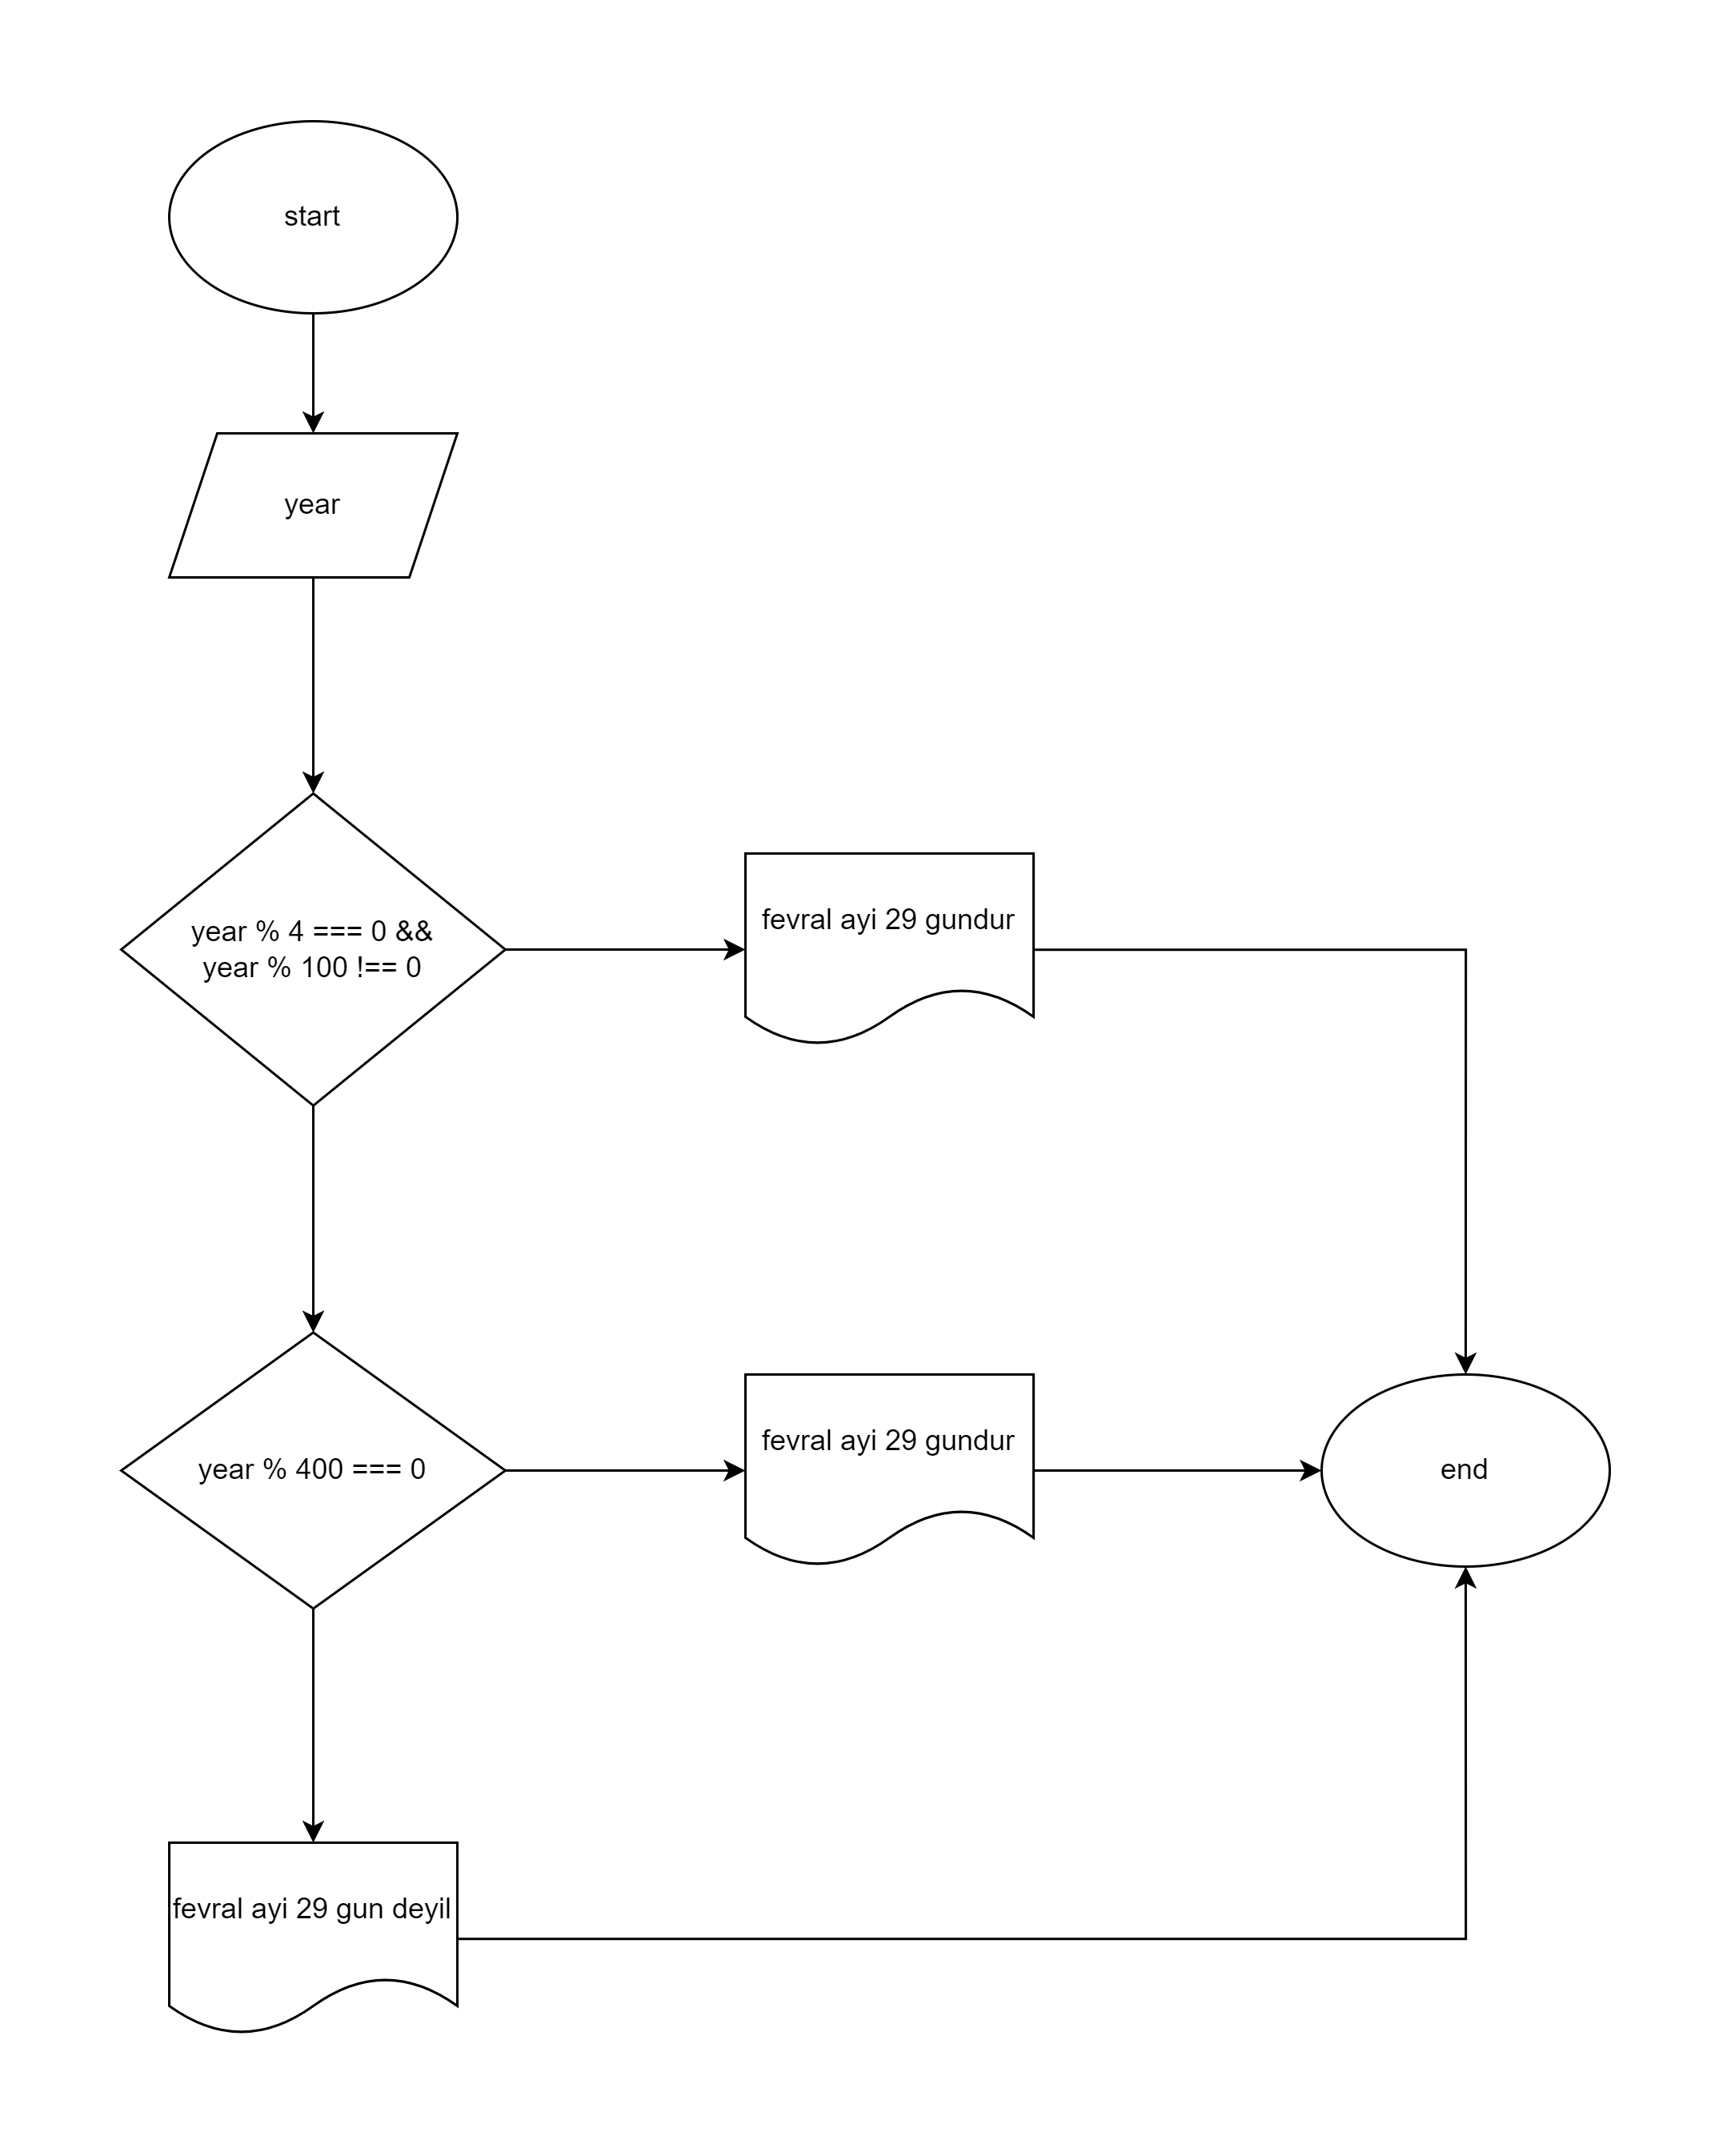 start
year
year % 4 === 0 &&
year % 100 !== 0
fevral ayi 29 gundur
year % 400 === 0
fevral ayi 29 gundur
end
fevral ayi 29 gun deyil